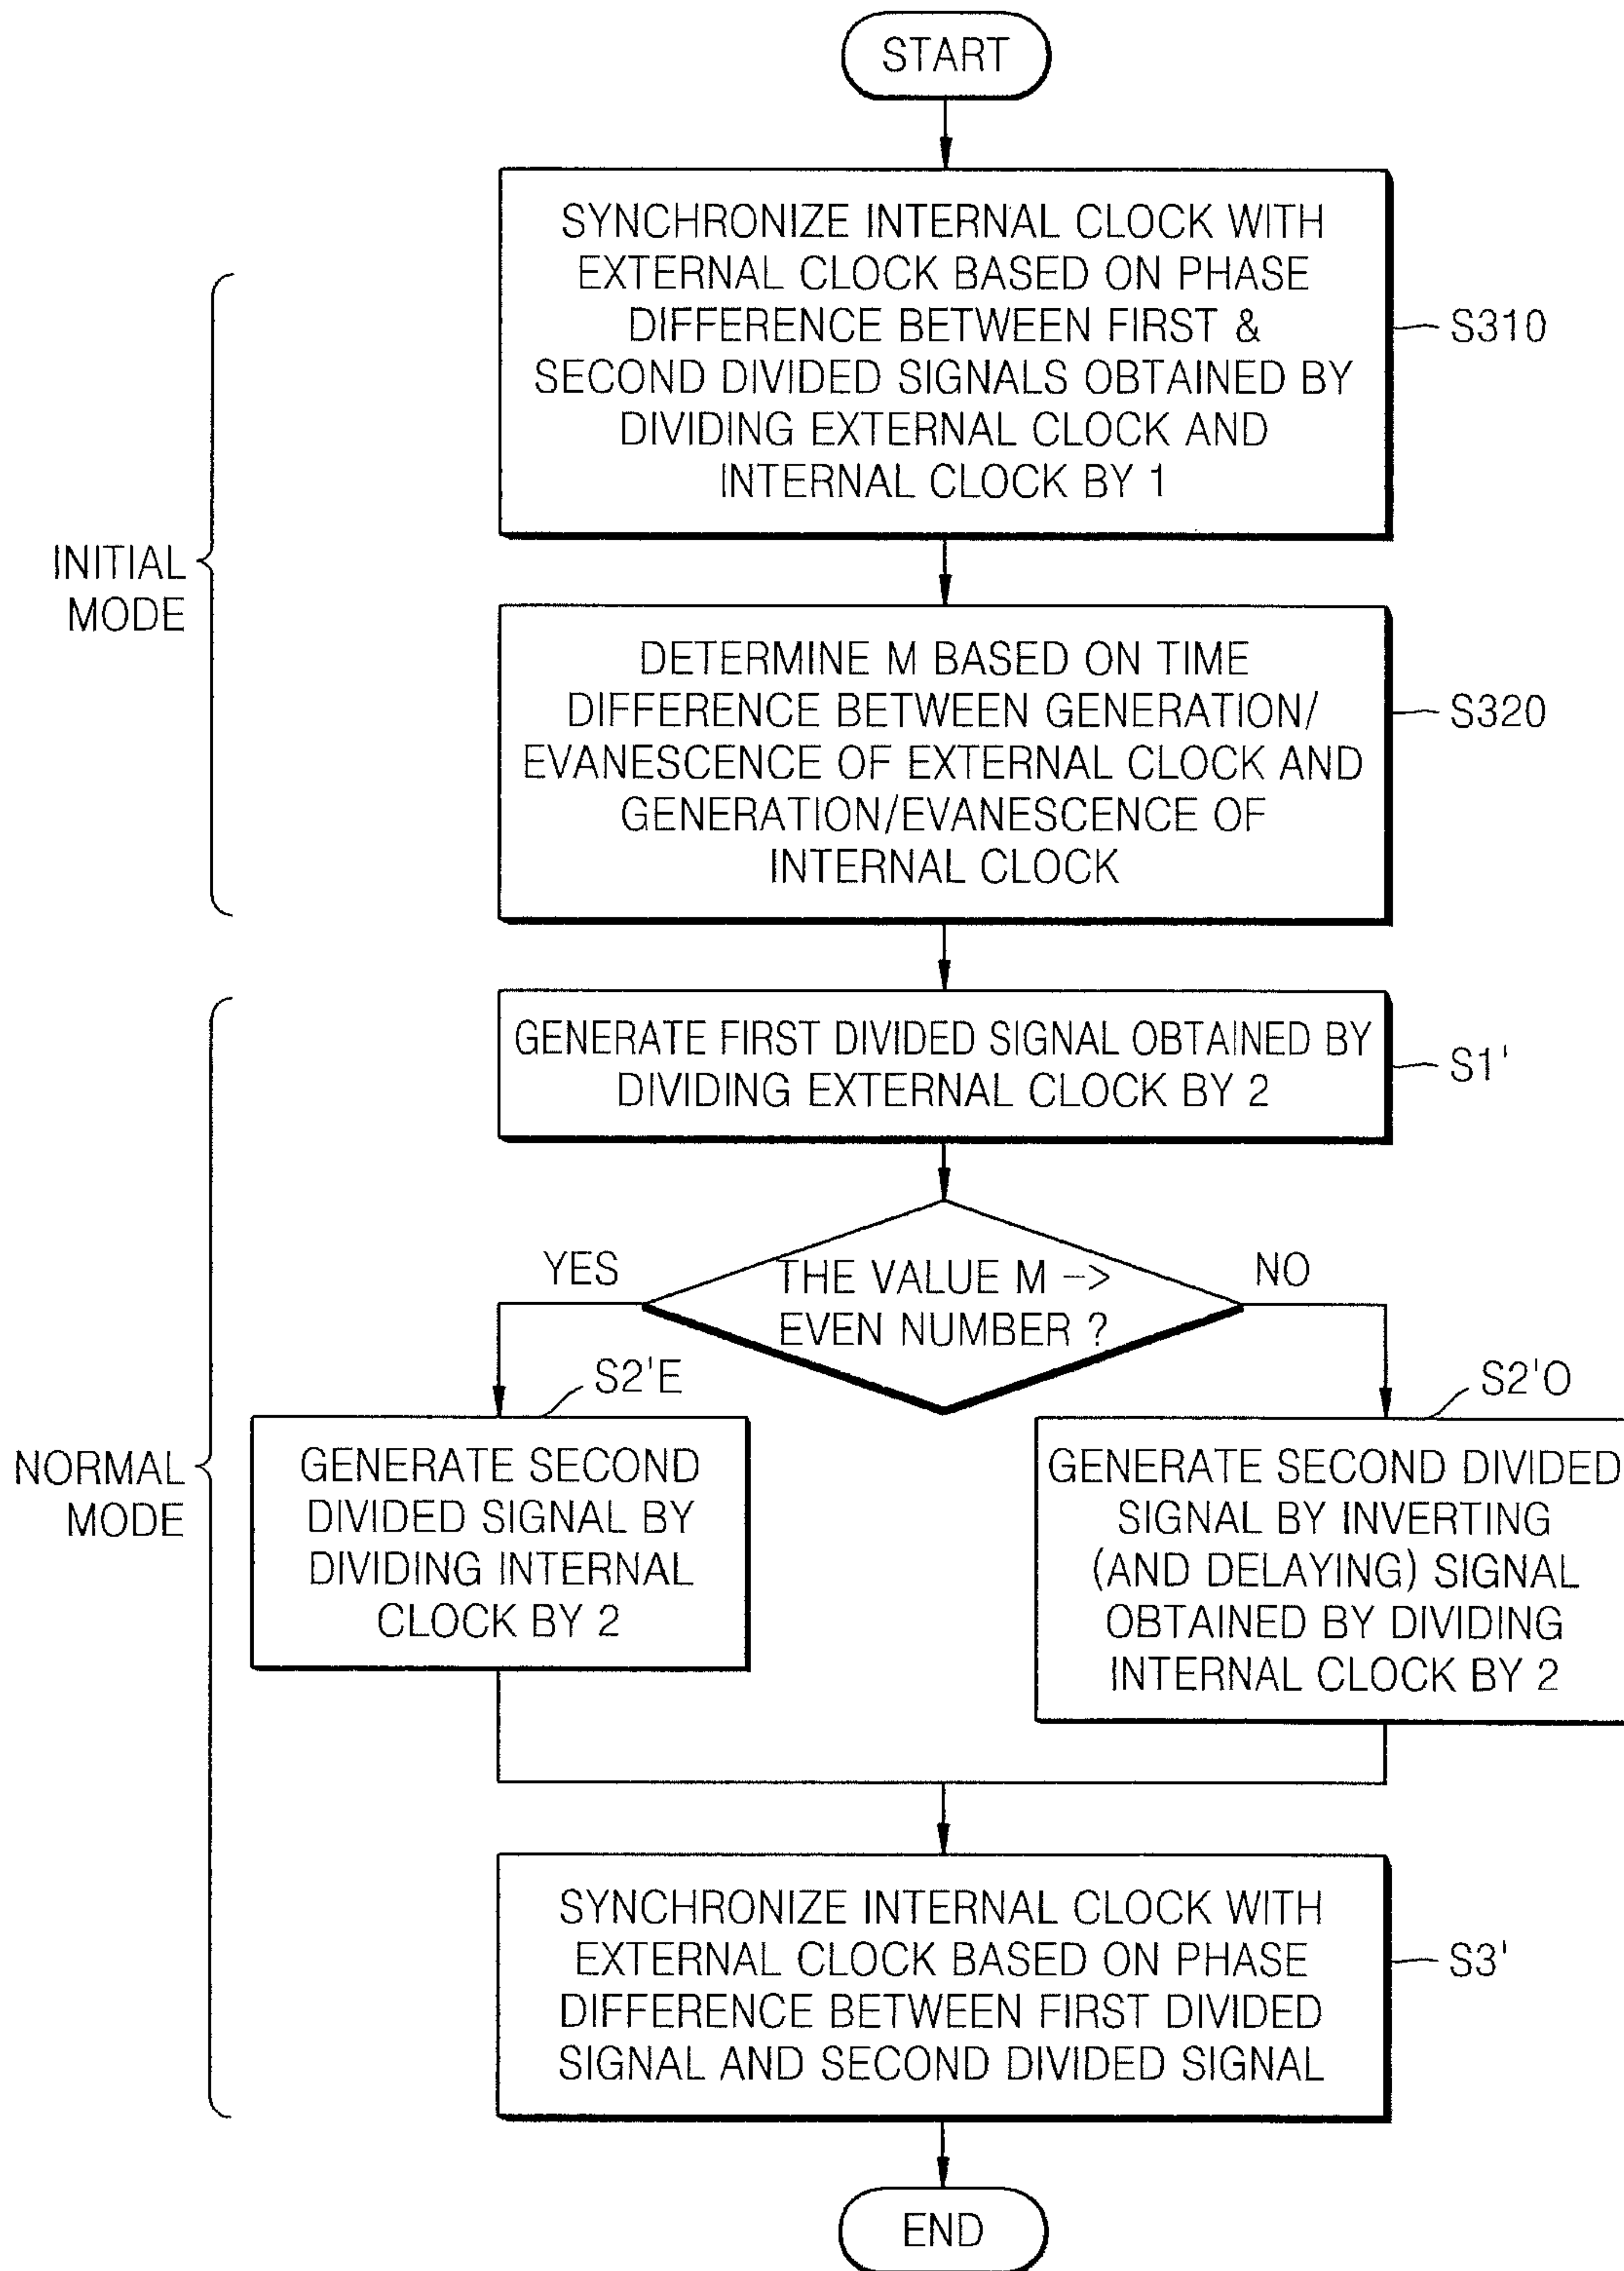 START
SYNCHRONIZE INTERNAL CLOCK WITH
EXTERNAL CLOCK BASED ON PHASE
DIFFERENCE BETWEEN FIRST &
SECOND DIVIDED SIGNALS OBTAINED BY
DIVIDING EXTERNAL CLOCK AND
INTERNAL CLOCK BY 1
S310
INITIAL
MODE
DETERMINE M BASED ON TIME
DIFFERENCE BETWEEN GENERATION/
EVANESCENCE OF EXTERNAL CLOCK AND
GENERATION/EVANESCENCE OF
INTERNAL CLOCK
S320
GENERATE FIRST DIVIDED SIGNAL OBTAINED BY
DIVIDING EXTERNAL CLOCK BY 2
S1'
THE VALUE M ->
EVEN NUMBER ?
YES
NO
NORMAL
MODE
S2'E
GENERATE SECOND
DIVIDED SIGNAL BY
DIVIDING INTERNAL
CLOCK BY 2
S2'O
GENERATE SECOND DIVIDED
SIGNAL BY INVERTING
(AND DELAYING) SIGNAL
OBTAINED BY DIVIDING
INTERNAL CLOCK BY 2
SYNCHRONIZE INTERNAL CLOCK WITH
EXTERNAL CLOCK BASED ON PHASE
DIFFERENCE BETWEEN FIRST DIVIDED
SIGNAL AND SECOND DIVIDED SIGNAL
S3'
END